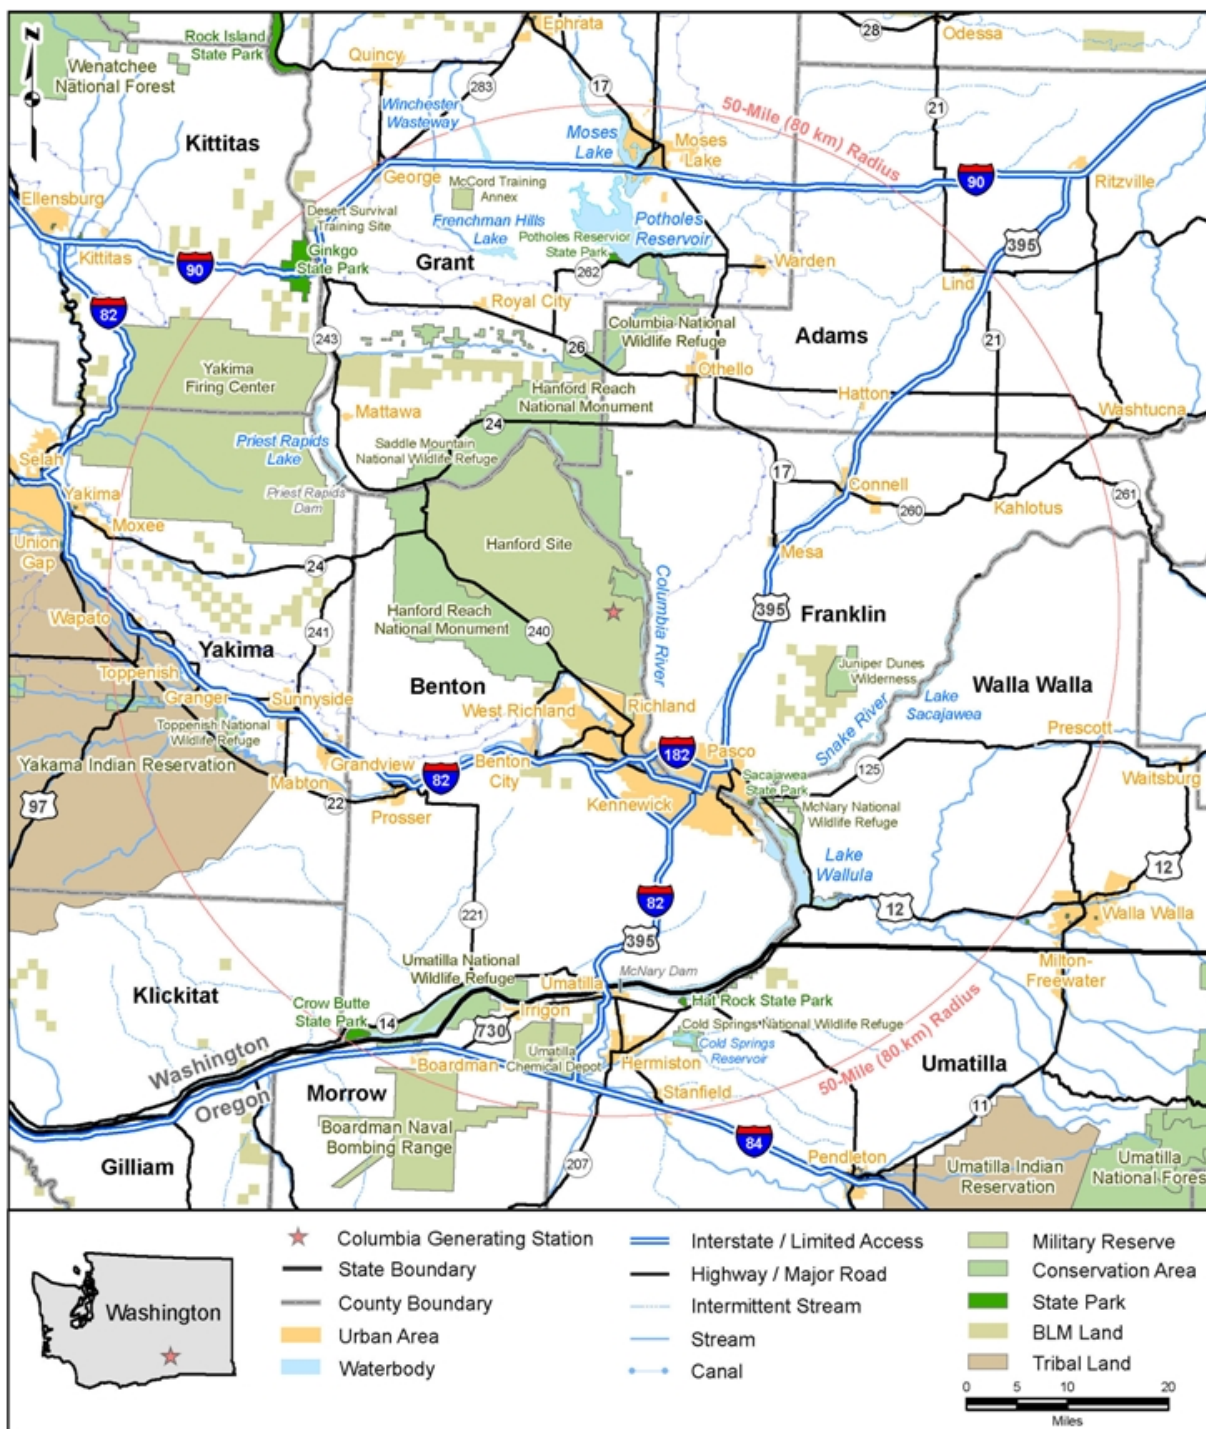 Ephrata
28
Odessa
Rock Island
State Park
Quincy
Wenatchee
National Forest
283
17
21
Winchester
Wasteway
50-Mile (80 km) Radius
Kittitas
Moses
Lake
Moses
Lake
George
90
Ritzville
McCord Training
Annex
Ellensburg
Desert Survival
Training Site
Frenchman Hills
Lake
Potholes
Reservoir
Potholes Reservior
State Park
395
Kittitas
90
Ginkgo
State Park
Grant
262
Warden
Lind
82
Royal City
243
Columbia National
Wildlife Refuge
Adams
21
26
Yakima
Firing Center
Othello
Hanford Reach
National Monument
Hatton
Mattawa
24
Washtucna
Priest Rapids
Lake
Saddle Mountain
National Wildlife Refuge
Selah
17
Connell
Yakima
Priest Rapids
Dam
260
Kahlotus
261
Moxee
Union
Gap
Hanford Site
Mesa
24
Columbia River
Wapato
Hanford Reach
National Monument
395
Franklin
241
240
Yakima
Toppenish
Juniper Dunes
Wilderness
Granger
Sunnyside
Benton
Walla Walla
West Richland
Richland
Snake River
Lake
Sacajawea
Toppenish National
Wildlife Refuge
Prescott
Yakama Indian Reservation
Grandview
182
Pasco
Benton
City
125
Waitsburg
Mabton
82
Sacajawea
State Park
97
22
Prosser
Kennewick
McNary National
Wildlife Refuge
Lake
Wallula
12
82
12
Walla Walla
221
395
Umatilla National
Wildlife Refuge
McNary Dam
Milton-
Freewater
Klickitat
Umatilla
Crow Butte
State Park
Irrigon
Hat Rock State Park
14
730
Cold Springs National Wildlife Refuge
Cold Springs
Reservoir
50-Mile (80 km) Radius
Washington
Oregon
Boardman
Umatilla
Chemical Depot
Hermiston
Umatilla
Morrow
Stanfield
11
Boardman Naval
Bombing Range
84
Gilliam
207
Pendleton
Umatilla Indian
Reservation
Umatilla
National Fores
Columbia Generating Station
State Boundary
County Boundary
Urban Area
Waterbody
Interstate / Limited Access
Highway / Major Road
Intermittent Stream
Stream
Canal
Military Reserve
Conservation Area
State Park
BLM Land
Tribal Land
Washington
0 5 10 20
Miles